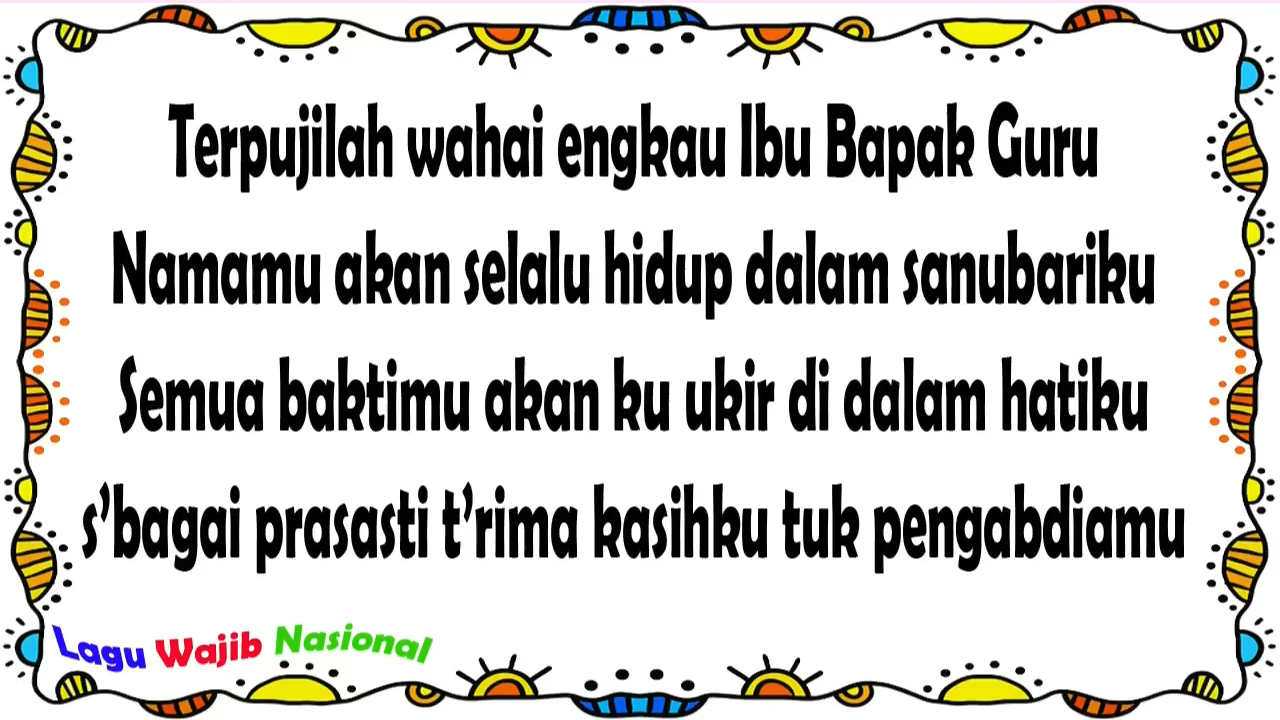 Terpujilah wahai engkau Ibu Bapak Guru
Namamu akan selalu hidup dalam sanubariku
Semua baktimu akan ku ukir di dalam hatiku
s’bagai prasasti t’rima kasihku tuk pengabdiamu
Lagu Wajib Nasional